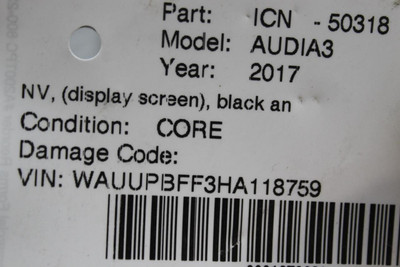 Part: ICN - 50318
Model: AUDIA3
Year: 2017
NV, (display screen), black an
Condition: CORE
Damage Code:
VIN: WAUUPBFF3HA118759